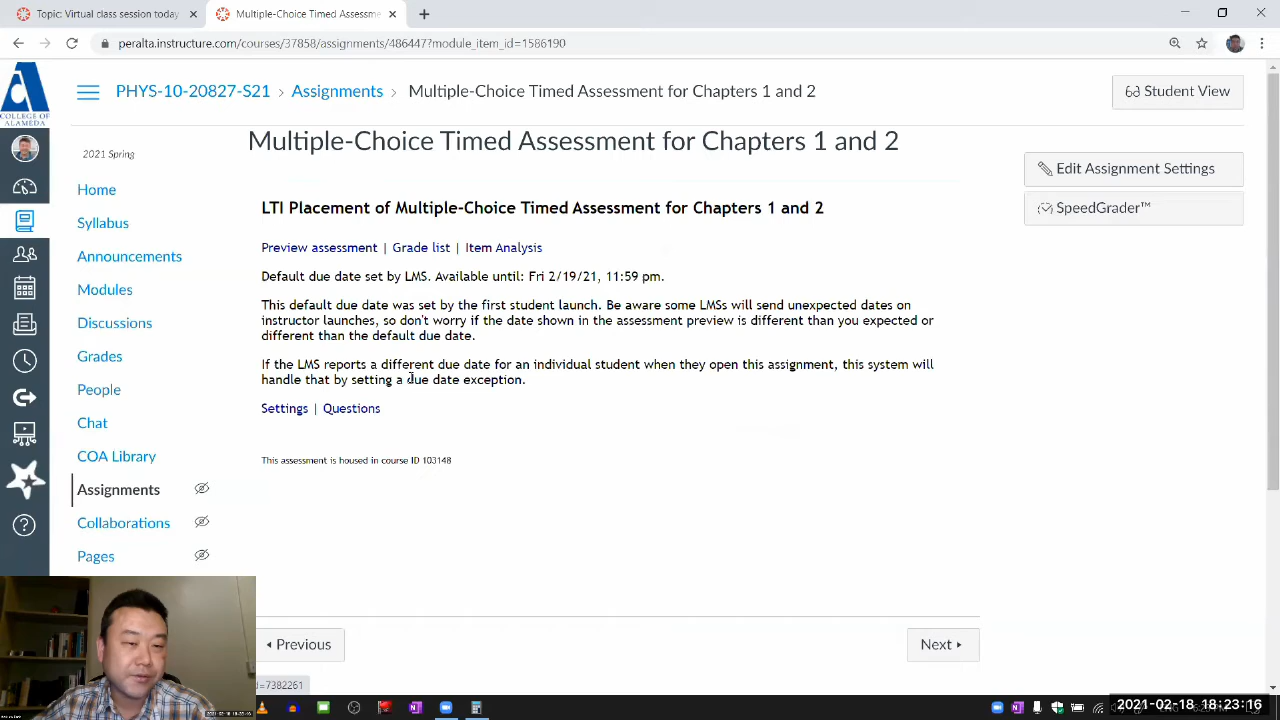 Topic: Virtual meeting today
Multiple-Choice Timed Assessme
peralta.instructure.com/courses/37858/assignments/486447?module_item_id=1586190
COLLEGE OF
ALAMEDA
PHYS-10-20827-S21 › Assignments › Multiple-Choice Timed Assessment for Chapters 1 and 2
Student View
Multiple-Choice Timed Assessment for Chapters 1 and 2
2021 Spring
Home
Syllabus
Announcements
Modules
Discussions
Grades
People
Chat
COA Library
Assignments
Collaborations
Pages
LTI Placement of Multiple-Choice Timed Assessment for Chapters 1 and 2
Preview assessment | Grade list | Item Analysis
Default due date set by LMS. Available until: Fri 2/19/21, 11:59 pm.
This default due date was set by the first student launch. Be aware some LMSs will send unexpected dates on
instructor launches, so don't worry if the date shown in the assessment preview is different than you expected or
different than the default due date.
If the LMS reports a different due date for an individual student when they open this assignment, this system will
handle that by setting a due date exception.
Settings | Questions
This assessment is housed in course ID 103148
Edit Assignment Settings
SpeedGrader™
Previous
Next
d=7382261
2021-02-18 18:23:16